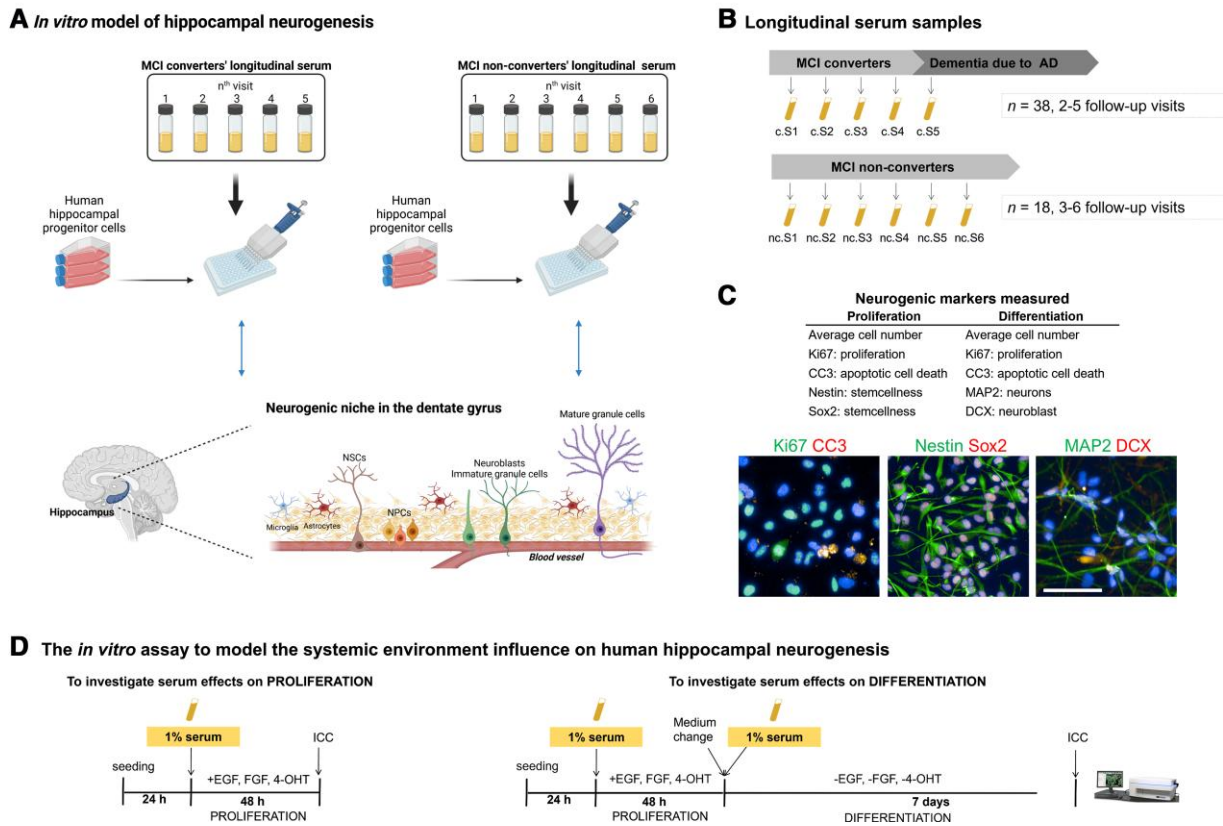 A In vitro model of hippocampal neurogenesis
MCI converters' longitudinal serum
nth visit
1 2 3 4 5
MCI non-converters' longitudinal serum
nth visit
1 2 3 4 5 6
Human
hippocampal
progenitor cells
Human
hippocampal
progenitor cells
Neurogenic niche in the dentate gyrus
Hippocampus
NSCs
Neuroblasts
Immature granule cells
Mature granule cells
Microglia
Astrocytes
NPCs
Blood vessel
B Longitudinal serum samples
MCI converters
Dementia due to AD
c.S1 c.S2 c.S3 c.S4 c.S5
n = 38, 2-5 follow-up visits
MCI non-converters
nc.S1 nc.S2 nc.S3 nc.S4 nc.S5 nc.S6
n = 18, 3-6 follow-up visits
C
Neurogenic markers measured
Proliferation Differentiation
Average cell number Average cell number
Ki67: proliferation Ki67: proliferation
CC3: apoptotic cell death CC3: apoptotic cell death
Nestin: stemcellness MAP2: neurons
Sox2: stemcellness DCX: neuroblast
Ki67 CC3
Nestin Sox2
MAP2 DCX
D The in vitro assay to model the systemic environment influence on human hippocampal neurogenesis
To investigate serum effects on PROLIFERATION
1% serum
ICC
seeding
+EGF, FGF, 4-OHT
24 h
48 h
PROLIFERATION
To investigate serum effects on DIFFERENTIATION
1% serum
Medium
change
1% serum
ICC
seeding
+EGF, FGF, 4-OHT
-EGF, -FGF, -4-OHT
24 h
48 h
7 days
PROLIFERATION
DIFFERENTIATION